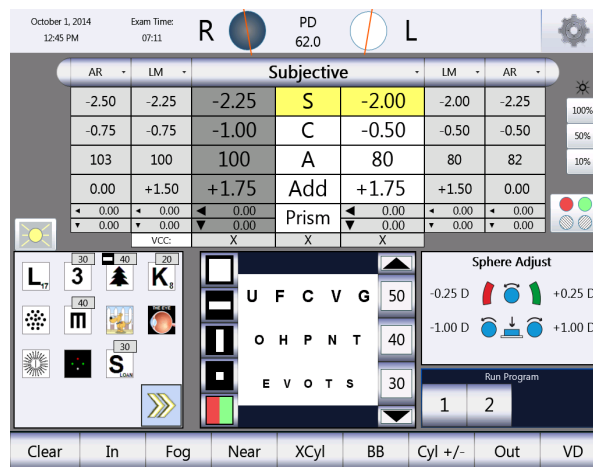 October 1, 2014 Exam Time: R PD L
12:45 PM 07:11 62.0
AR LM Subjective LM AR
-2.50 -2.25 -2.25 S -2.00 -2.00 -2.25
-0.75 -0.75 -1.00 C -0.50 -0.50 -0.50
103 100 100 A 80 80 82
0.00 +1.50 +1.75 Add +1.75 +1.50 0.00
0.00 0.00 0.00 Prism 0.00 0.00 0.00
0.00 0.00 0.00 0.00 0.00 0.00
VCC: X X X
100%
50%
10%
30 40 20
L 17 3 K 8
40
m THE EYE
30
S LOAN
U F C V G 50
O H P N T 40
E V O T S 30
Sphere Adjust
-0.25 D +0.25 D
-1.00 D +1.00 D
Run Program
1 2
Clear In Fog Near XCyl BB Cyl +/- Out VD